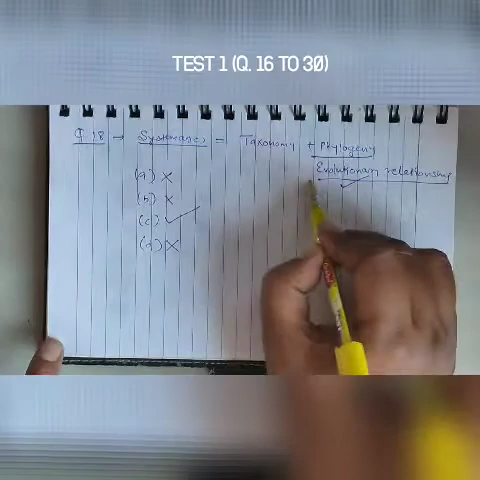 TEST 1 (Q. 16 TO 30)
Q. 18 → Systematics = Taxonomy + Phylogeny
Evolutionary relationship
(a) ×
(b) ×
(c) ✓
(d) ×